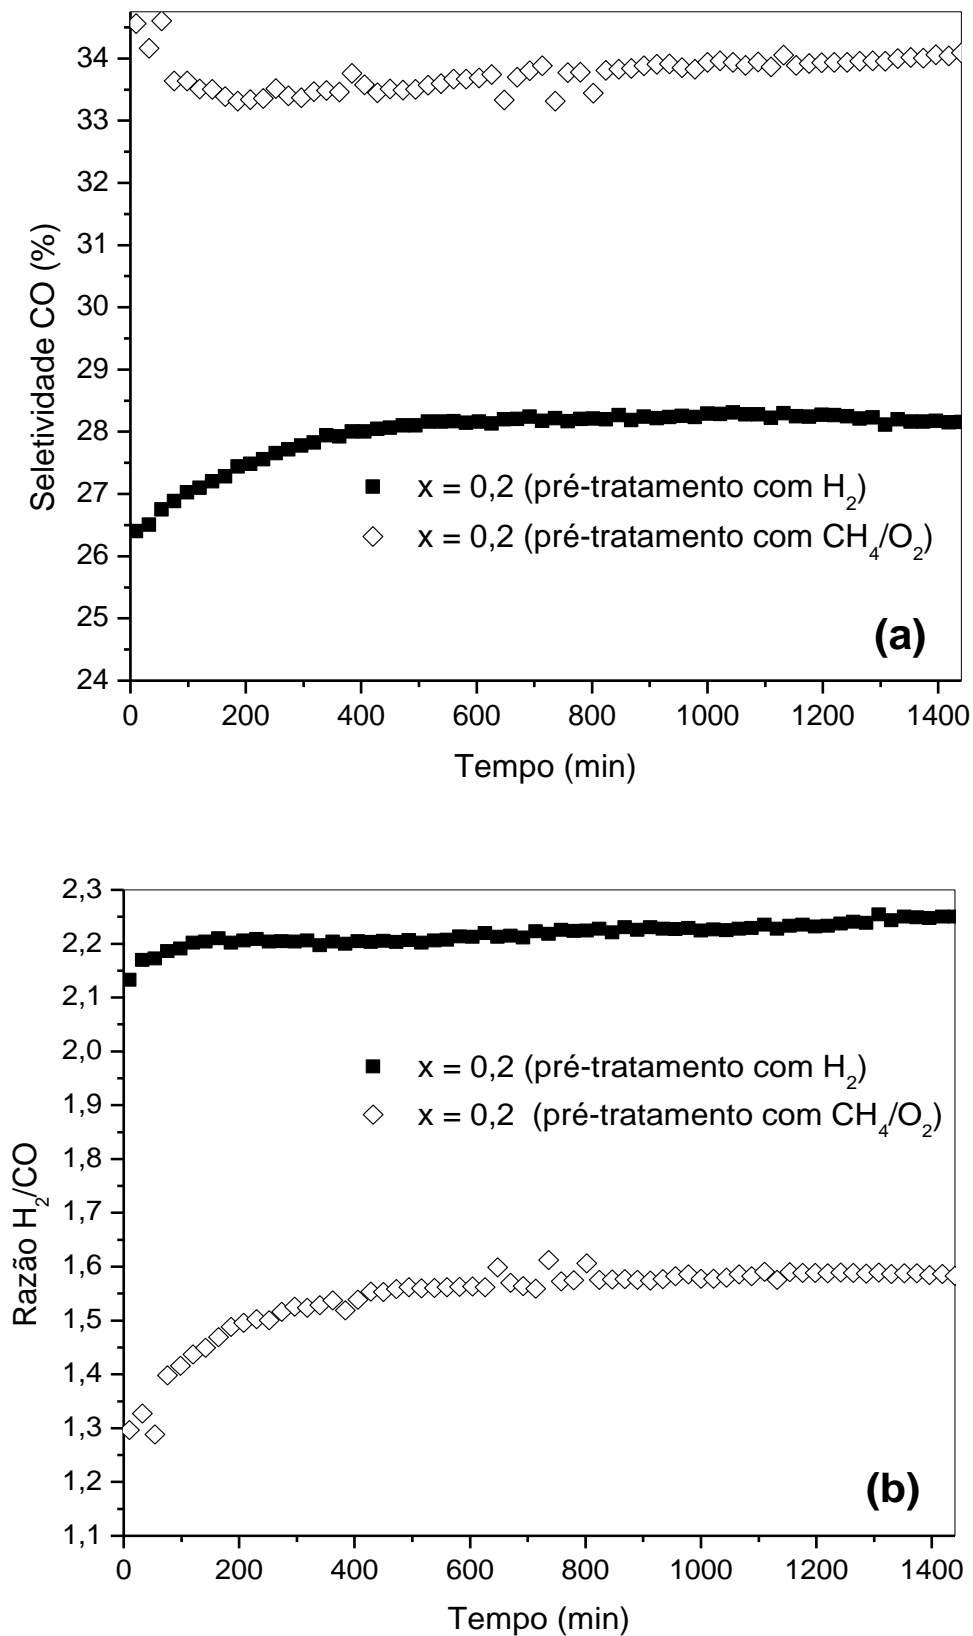 34
33
32
31
30
29
28
27
26
25
24
Seletividade CO (%)
x = 0,2 (pré-tratamento com H₂)
x = 0,2 (pré-tratamento com CH₄/O₂)
(a)
0 200 400 600 800 1000 1200 1400
Tempo (min)
2,3
2,2
2,1
2,0
1,9
1,8
1,7
1,6
1,5
1,4
1,3
1,2
1,1
Razão H₂/CO
x = 0,2 (pré-tratamento com H₂)
x = 0,2 (pré-tratamento com CH₄/O₂)
(b)
0 200 400 600 800 1000 1200 1400
Tempo (min)